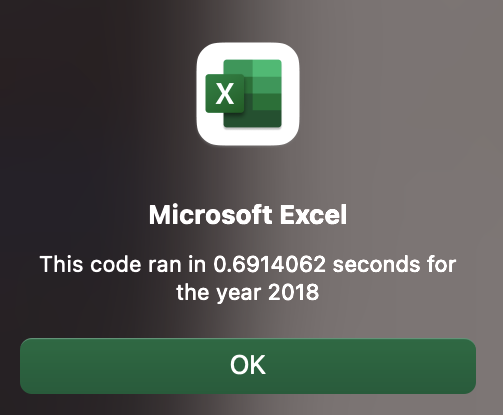 X
Microsoft Excel
This code ran in 0.6914062 seconds for
the year 2018
OK